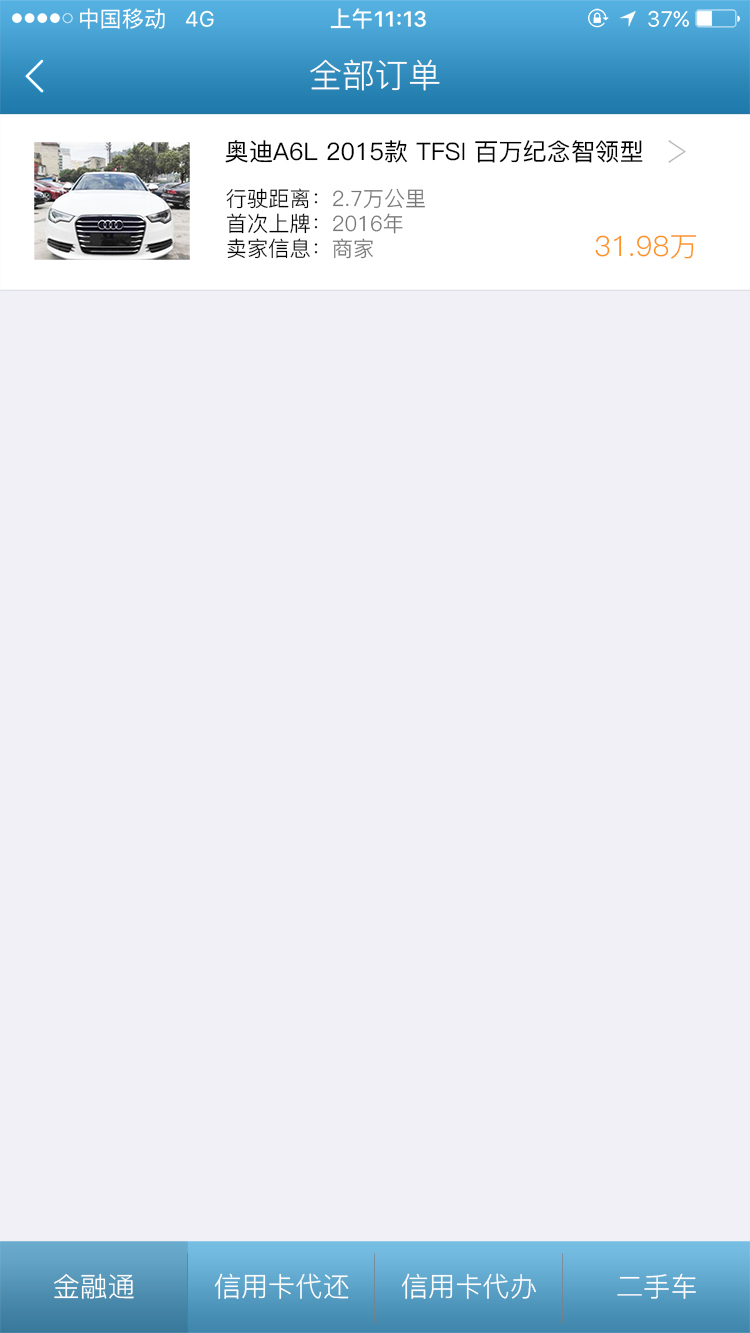 中国移动 4G 上午11:13 37%
全部订单
奥迪A6L 2015款 TFSI 百万纪念智领型
行驶距离：2.7万公里
首次上牌：2016年
卖家信息：商家
31.98万
金融通 信用卡代还 信用卡代办 二手车